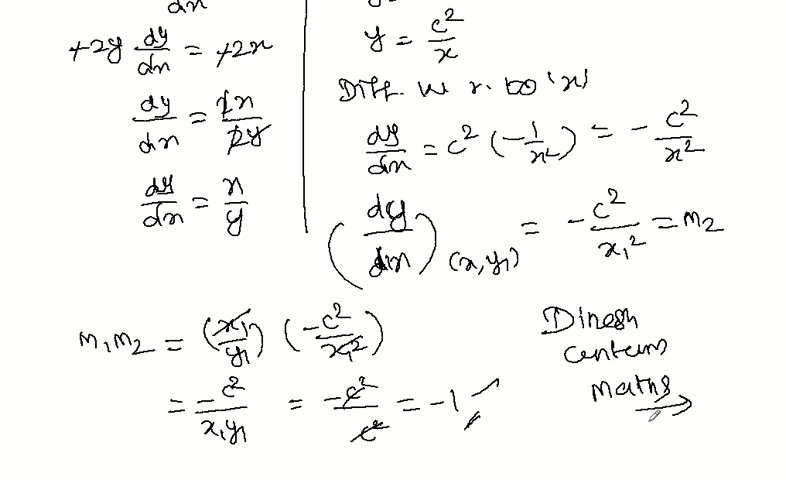 dx
+2y dy/dx = +2x
dy/dx = 2x/2y
dy/dx = x/y
y = c²/x
Diff. w r. to 'x'
dy/dx = c² (-1/x²) = - c²/x²
(dy/dx)(x, y₁) = - c²/x₁² = m₂
m₁m₂ = (x₁/y₁) (-c²/x₁²)
= -c²/x₁y₁ = -c²/c² = -1
Dinesh
centum
maths